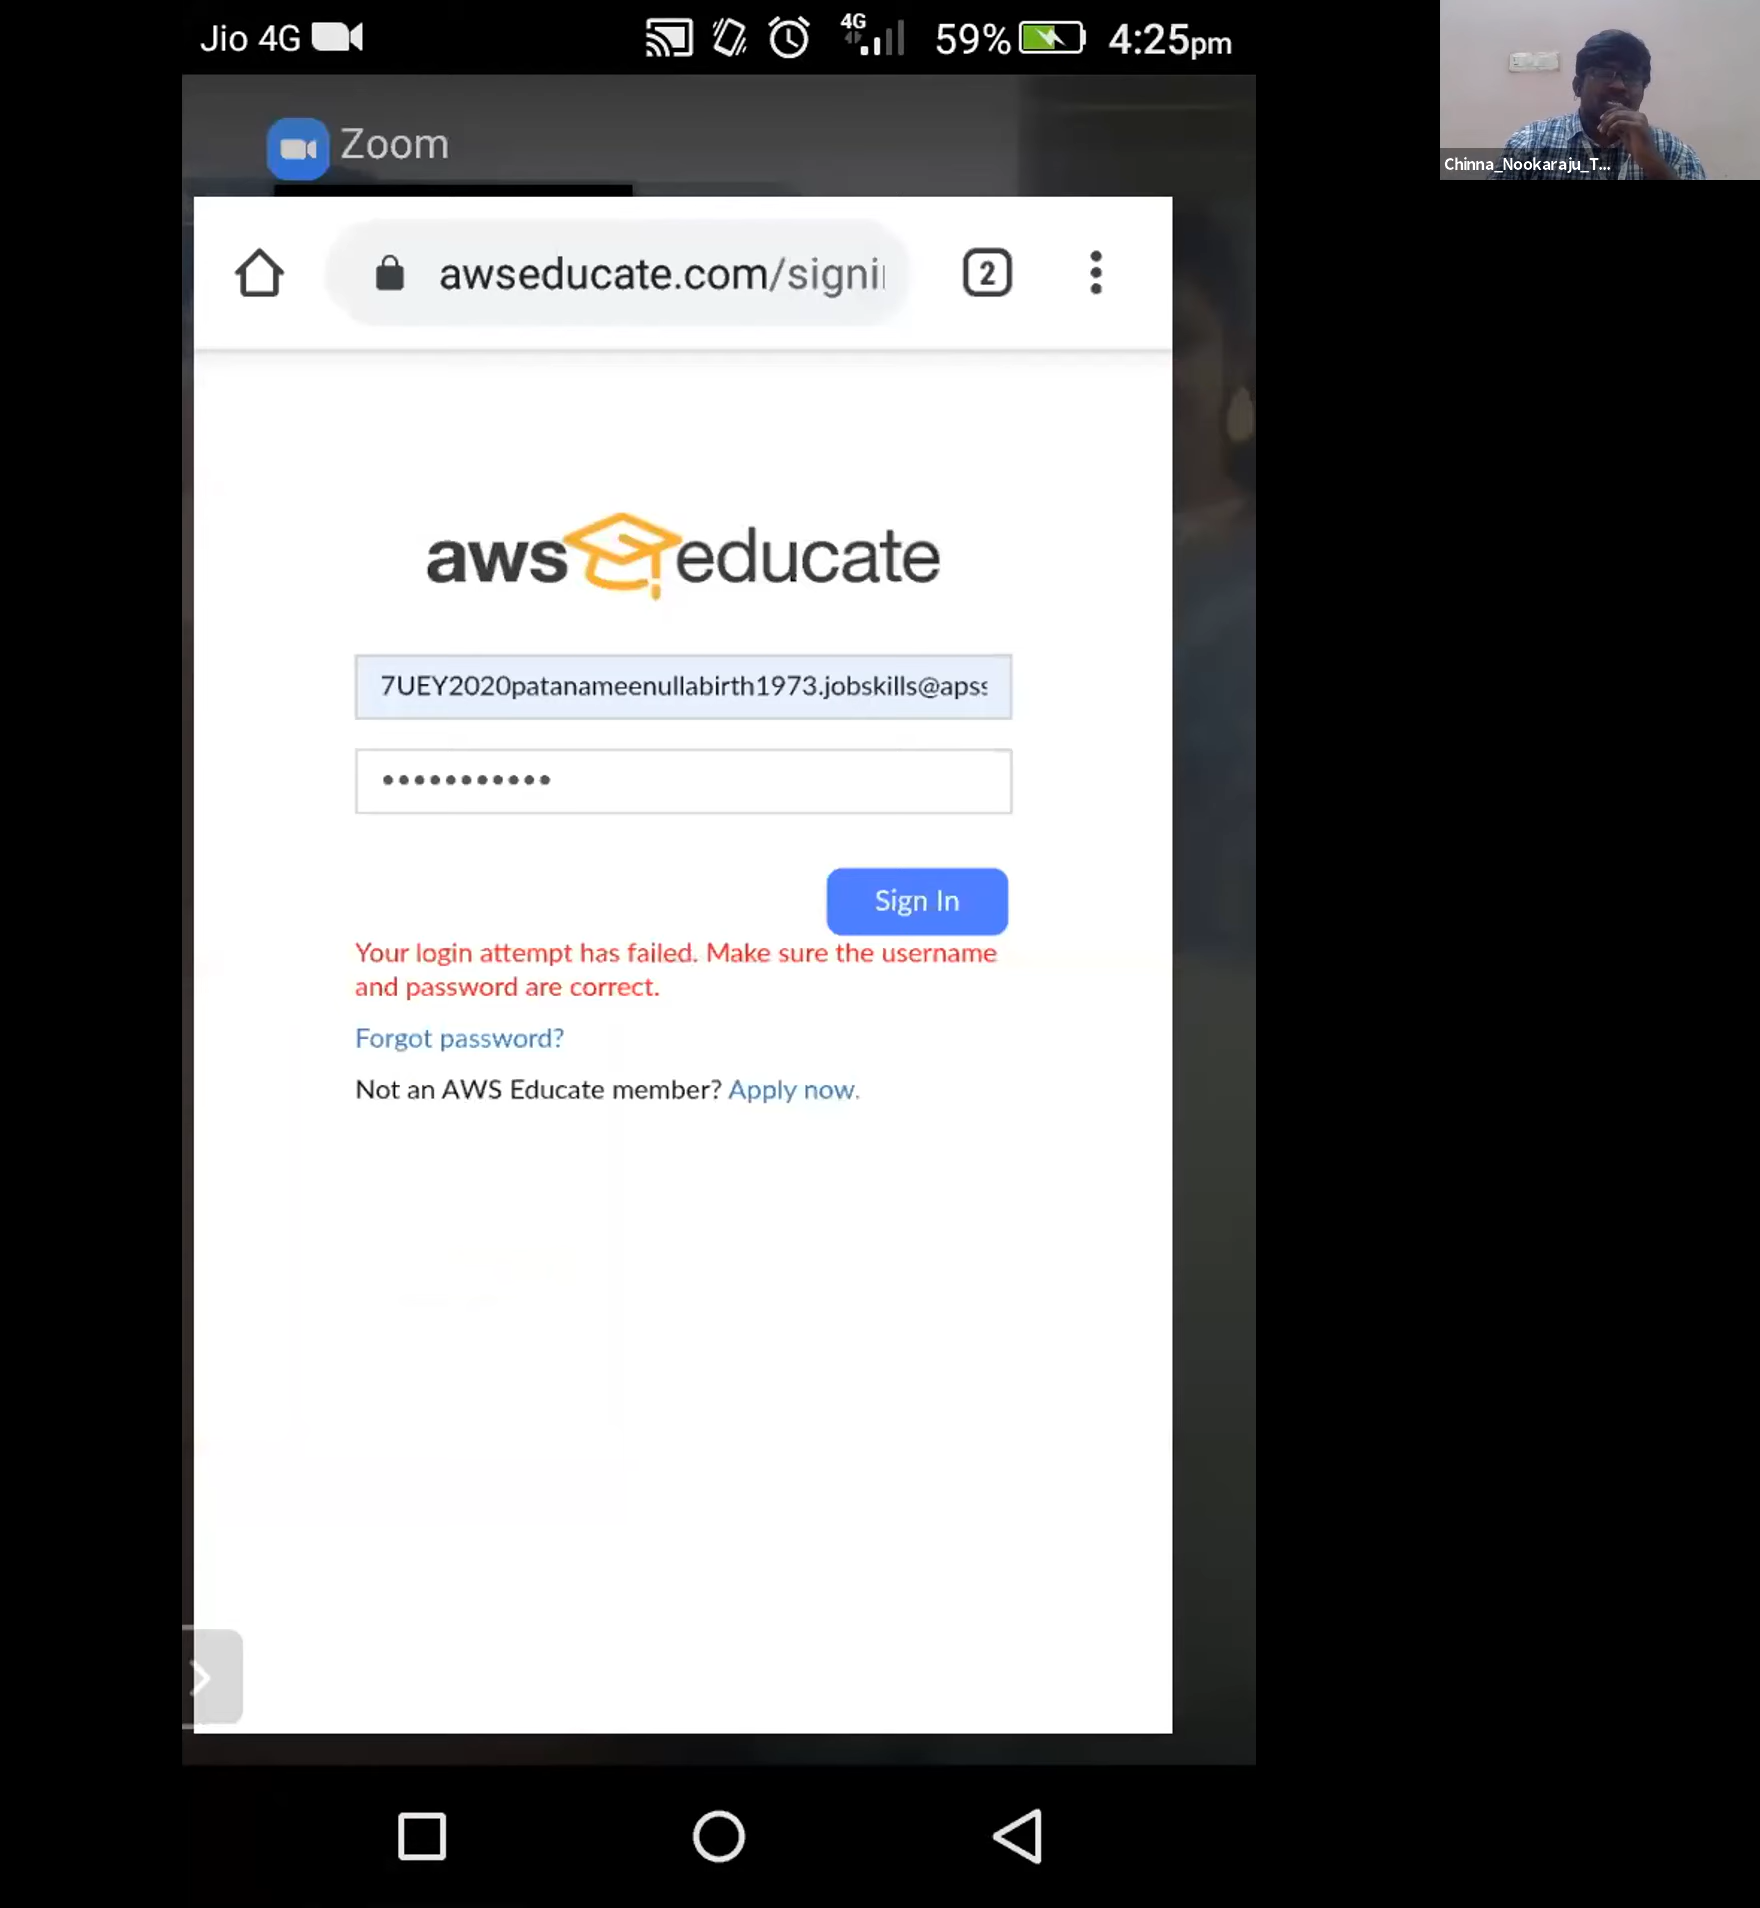 Jio 4G
4G
59%
4:25pm
Chinna_Nookaraju_T...
Zoom
awseducate.com/signi
2
aws educate
7UEY2020patanameenullabirth1973.jobskills@apss
Sign In
Your login attempt has failed. Make sure the username
and password are correct.
Forgot password?
Not an AWS Educate member? Apply now.